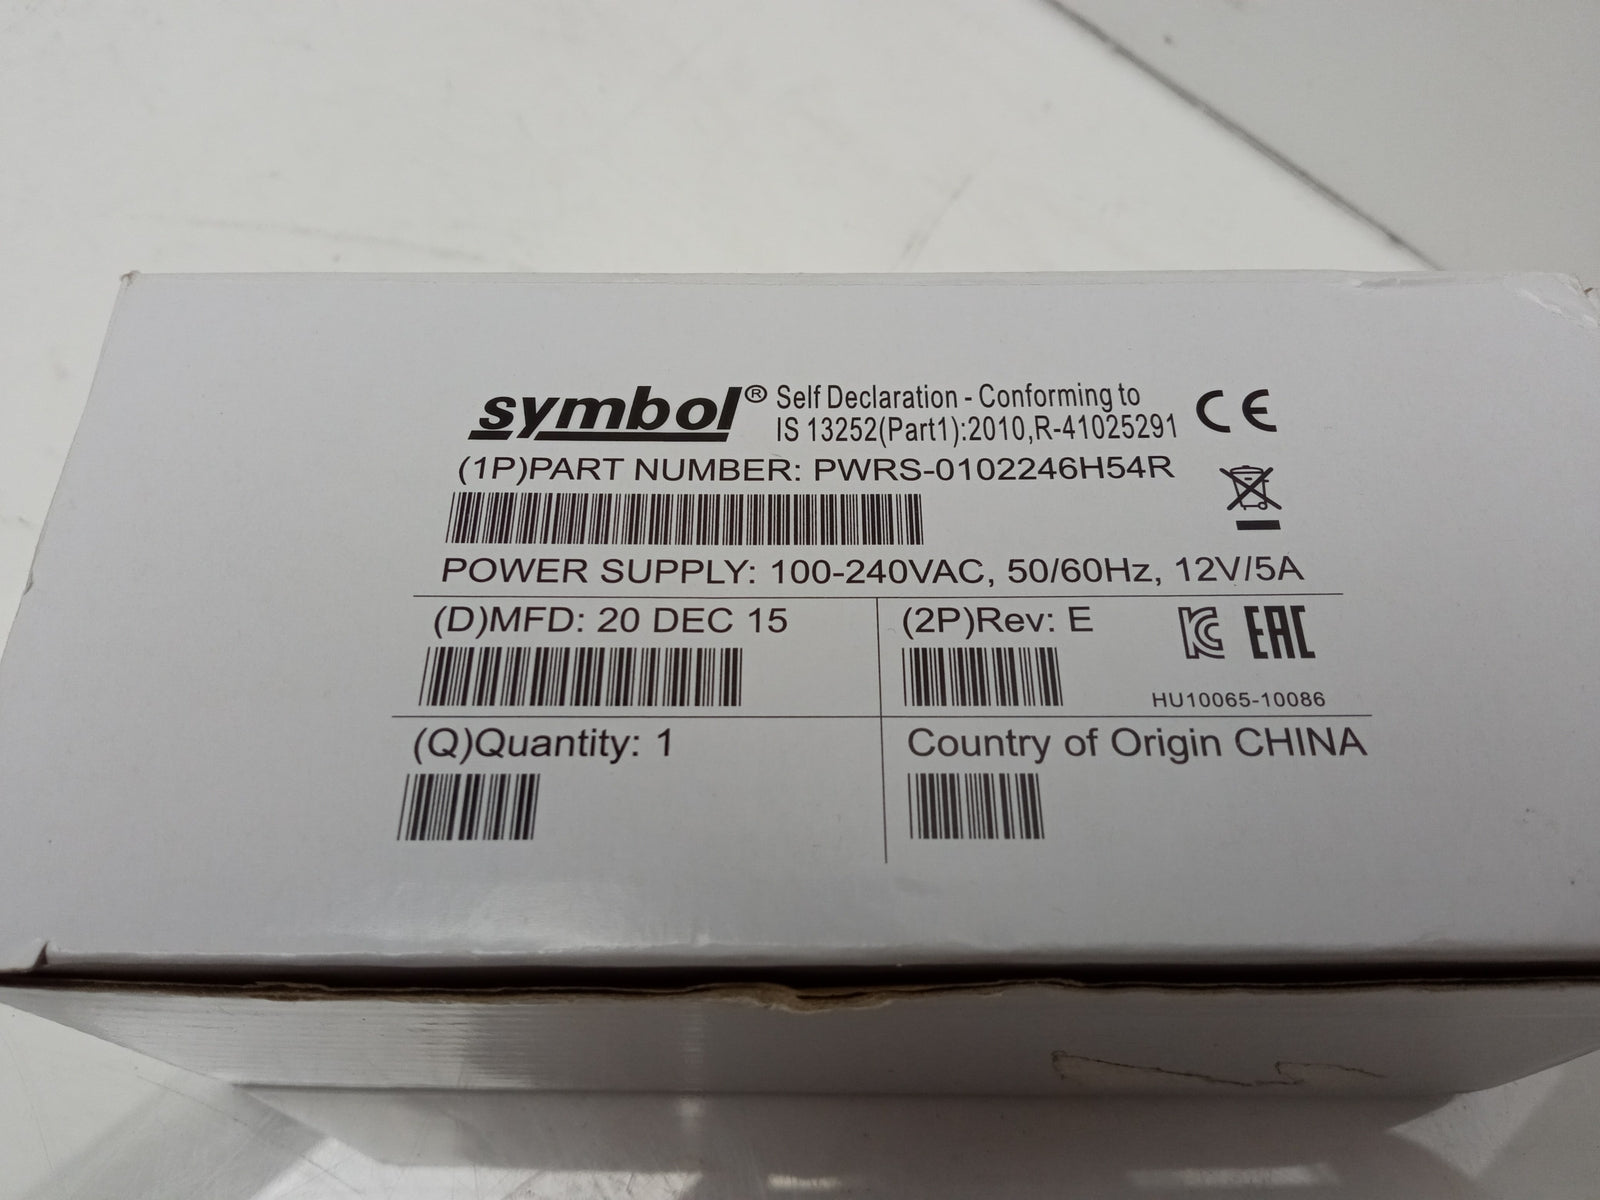 symbol® Self Declaration - Conforming to
IS 13252(Part1):2010,R-41025291 CE
(1P)PART NUMBER: PWRS-0102246H54R
POWER SUPPLY: 100-240VAC, 50/60Hz, 12V/5A
(D)MFD: 20 DEC 15
(2P)Rev: E
KC EAC
HU10065-10086
(Q)Quantity: 1
Country of Origin CHINA